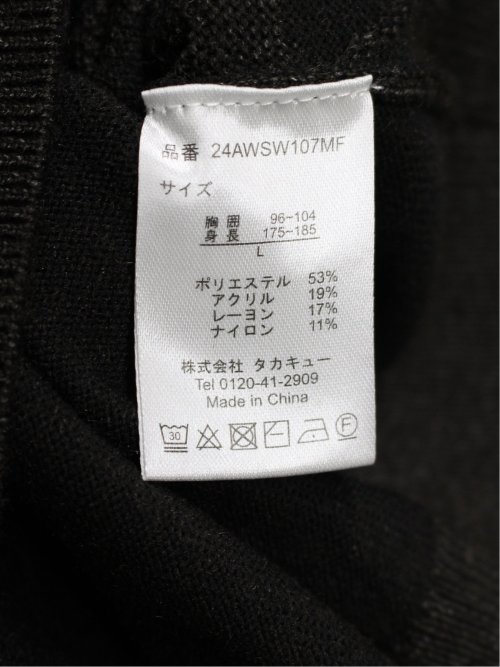 品番 24AWSW107MF
サイズ
胸囲 96~104
身長 175~185
L
ポリエステル 53%
アクリル 19%
レーヨン 17%
ナイロン 11%
株式会社 タカキュー
Tel 0120-41-2909
Made in China
30 F